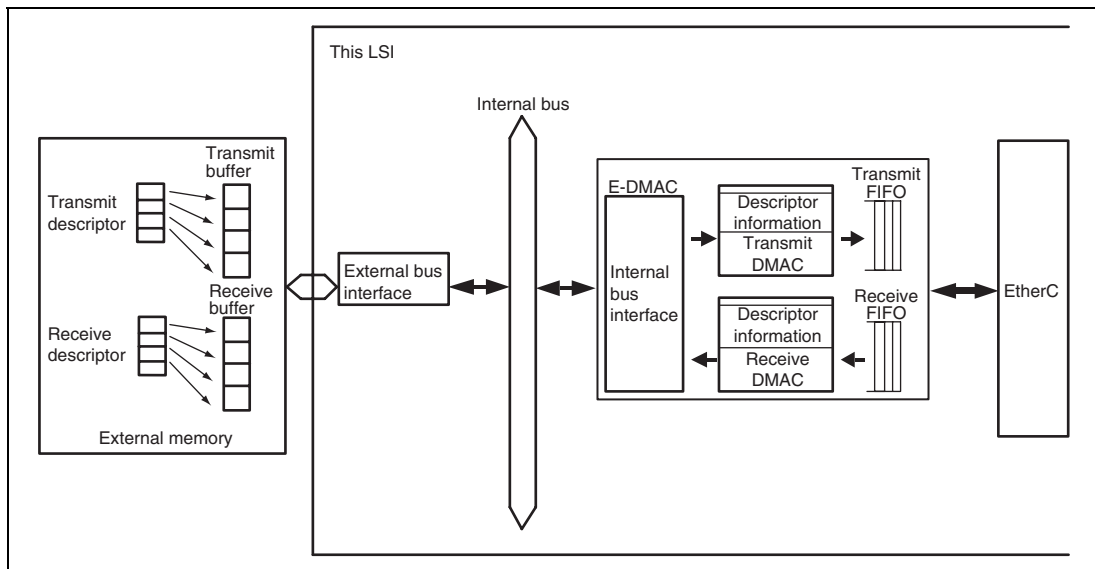 This LSI
Internal bus
Transmit
buffer
Transmit
descriptor
Receive
buffer
Receive
descriptor
External memory
External bus
interface
E-DMAC
Internal
bus
interface
Descriptor
information
Transmit
DMAC
Transmit
FIFO
Descriptor
information
Receive
DMAC
Receive
FIFO
EtherC